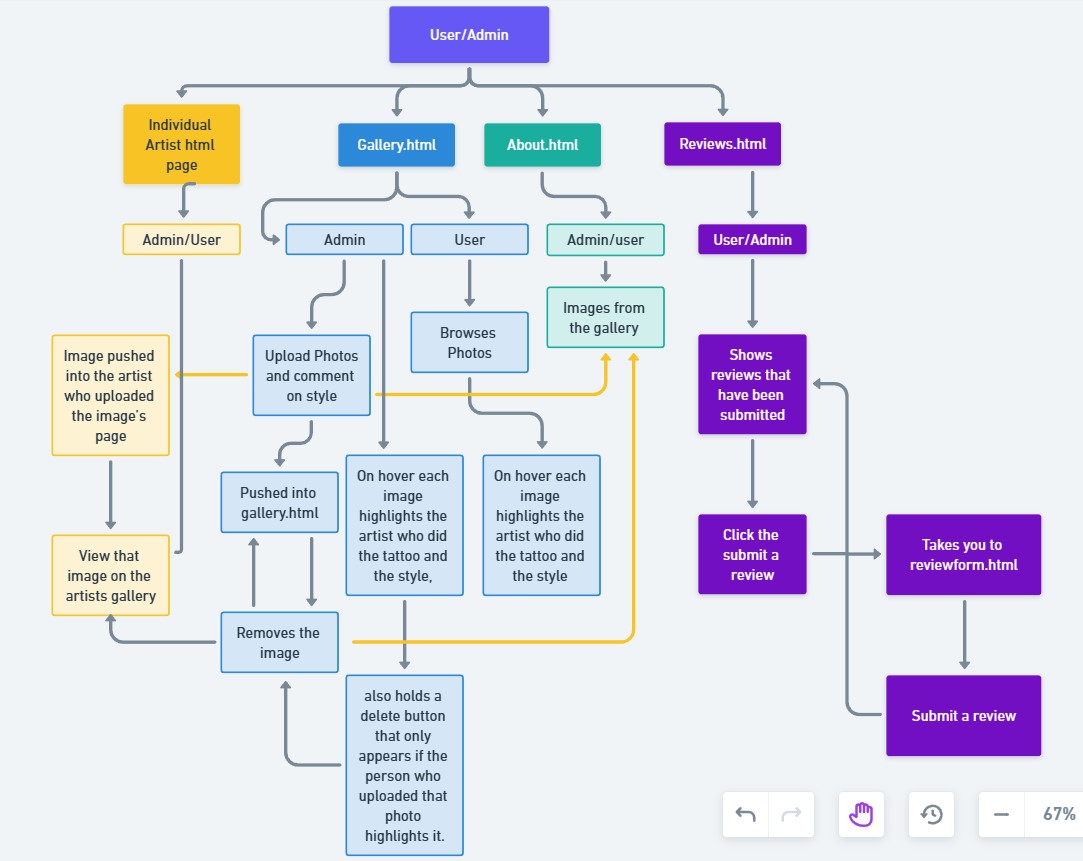 User/Admin
Individual
Artist html
page
Gallery.html
About.html
Reviews.html
Admin/User
Admin
User
Admin/user
User/Admin
Images from
the gallery
Browses
Photos
Image pushed
into the artist
who uploaded
the image's
page
Upload Photos
and comment
on style
Shows
reviews that
have been
submitted
Pushed into
gallery.html
On hover each
image
highlights the
artist who did
the tattoo and
the style,
On hover each
image
highlights the
artist who did
the tattoo and
the style
Click the
submit a
review
Takes you to
reviewform.html
View that
image on the
artists gallery
Removes the
image
also holds a
delete button
that only
appears if the
person who
uploaded that
photo
highlights it.
Submit a review
67%